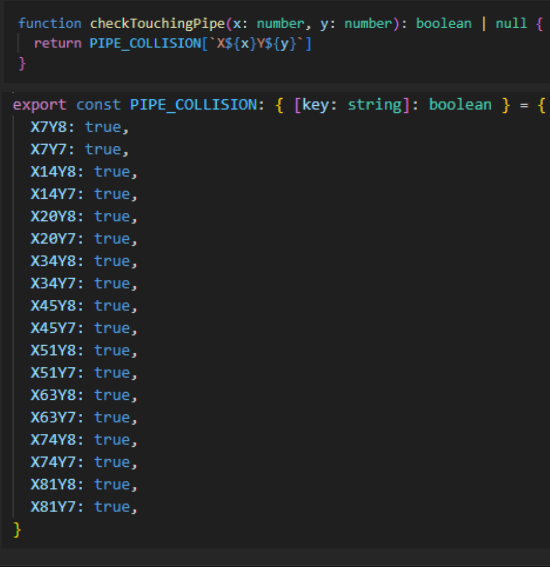 function checkTouchingPipe(x: number, y: number): boolean | null {
  return PIPE_COLLISION[`X${x}Y${y}`]
}
export const PIPE_COLLISION: { [key: string]: boolean } = {
  X7Y8: true,
  X7Y7: true,
  X14Y8: true,
  X14Y7: true,
  X20Y8: true,
  X20Y7: true,
  X34Y8: true,
  X34Y7: true,
  X45Y8: true,
  X45Y7: true,
  X51Y8: true,
  X51Y7: true,
  X63Y8: true,
  X63Y7: true,
  X74Y8: true,
  X74Y7: true,
  X81Y8: true,
  X81Y7: true,
}